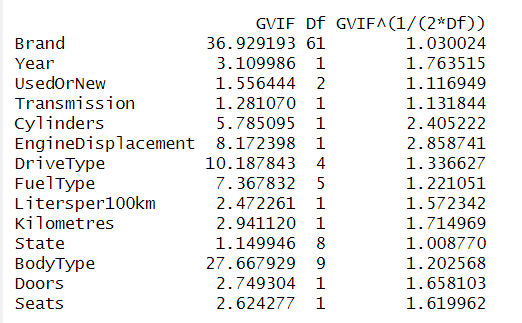 GVIF Df GVIF^(1/(2*Df))
Brand 36.929193 61 1.030024
Year 3.109986 1 1.763515
UsedOrNew 1.556444 2 1.116949
Transmission 1.281070 1 1.131844
Cylinders 5.785095 1 2.405222
EngineDisplacement 8.172398 1 2.858741
DriveType 10.187843 4 1.336627
FuelType 7.367832 5 1.221051
Litersper100km 2.472261 1 1.572342
Kilometres 2.941120 1 1.714969
State 1.149946 8 1.008770
BodyType 27.667929 9 1.202568
Doors 2.749304 1 1.658103
Seats 2.624277 1 1.619962